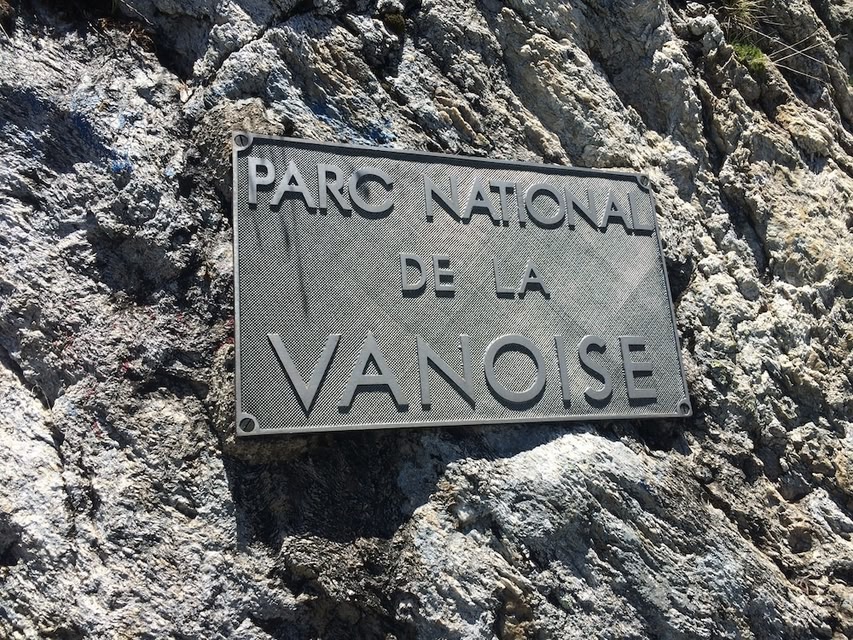 PARC NATIONAL
DE LA
VANOISE